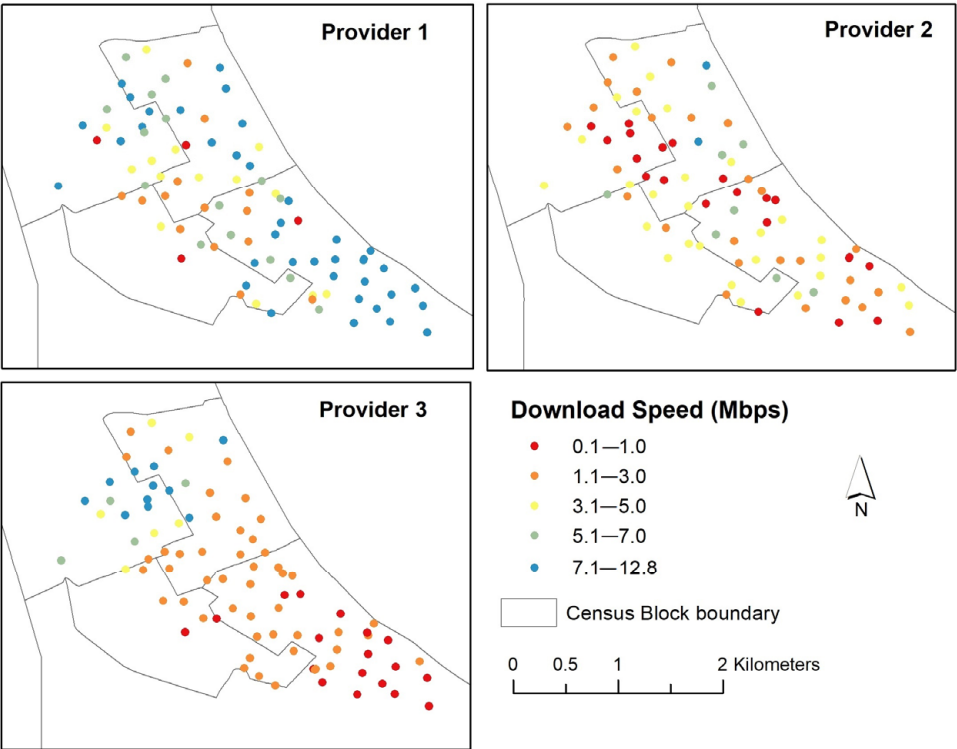 Provider 1
Provider 2
Provider 3
Download Speed (Mbps)
0.1—1.0
1.1—3.0
3.1—5.0
5.1—7.0
7.1—12.8
N
Census Block boundary
0 0.5 1 2 Kilometers